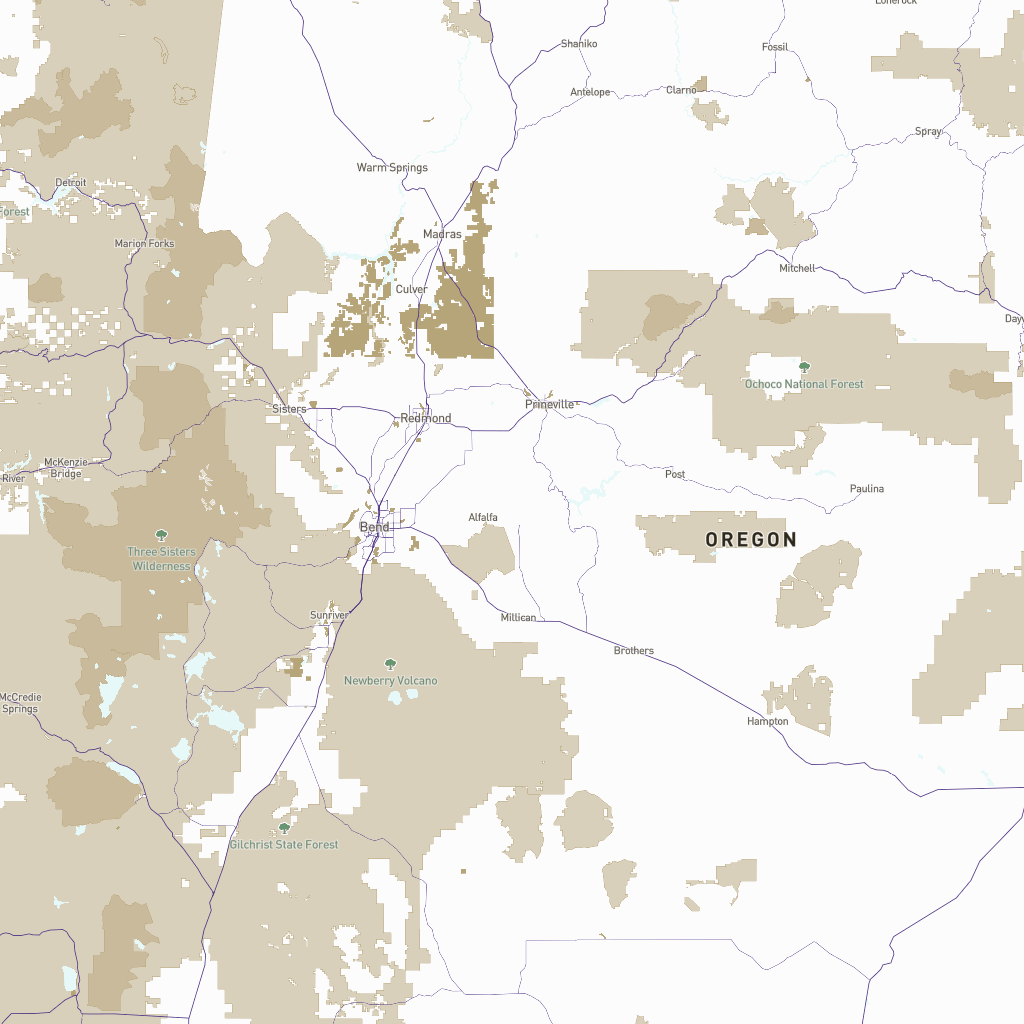 Lonerock
Shaniko
Fossil
Antelope
Clarno
Spray
Warm Springs
Detroit
Forest
Marion Forks
Madras
Mitchell
Culver
Dayv
Ochoco National Forest
Sisters
Redmond
Prineville
McKenzie
Bridge
River
Post
Paulina
Alfalfa
Bend
OREGON
Three Sisters
Wilderness
Sunriver
Millican
Brothers
Newberry Volcano
McCredie
Springs
Hampton
Gilchrist State Forest